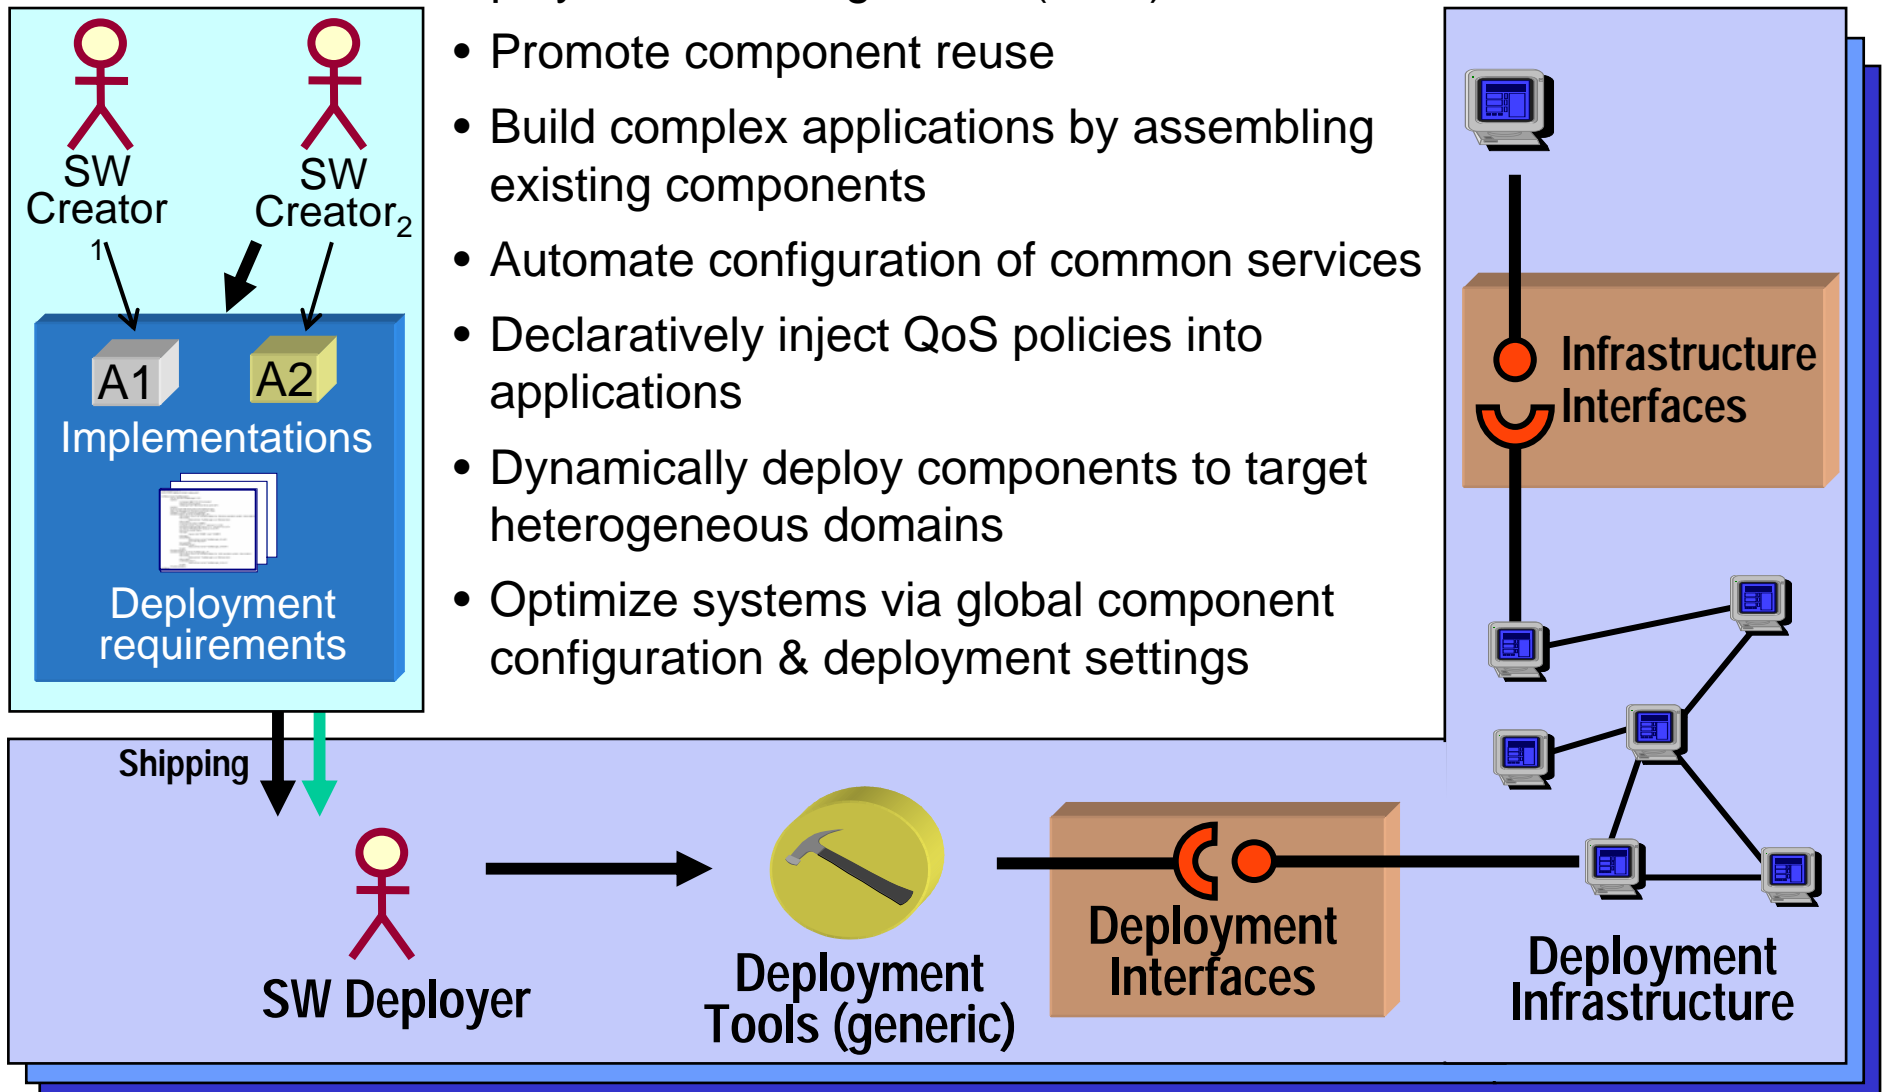 • Promote component reuse
• Build complex applications by assembling
existing components
• Automate configuration of common services
• Declaratively inject QoS policies into
applications
• Dynamically deploy components to target
heterogeneous domains
• Optimize systems via global component
configuration & deployment settings
SW
Creator
1
SW
Creator2
A1
A2
Implementations
Deployment
requirements
Shipping
SW Deployer
Deployment
Tools (generic)
Deployment
Interfaces
Infrastructure
Interfaces
Deployment
Infrastructure